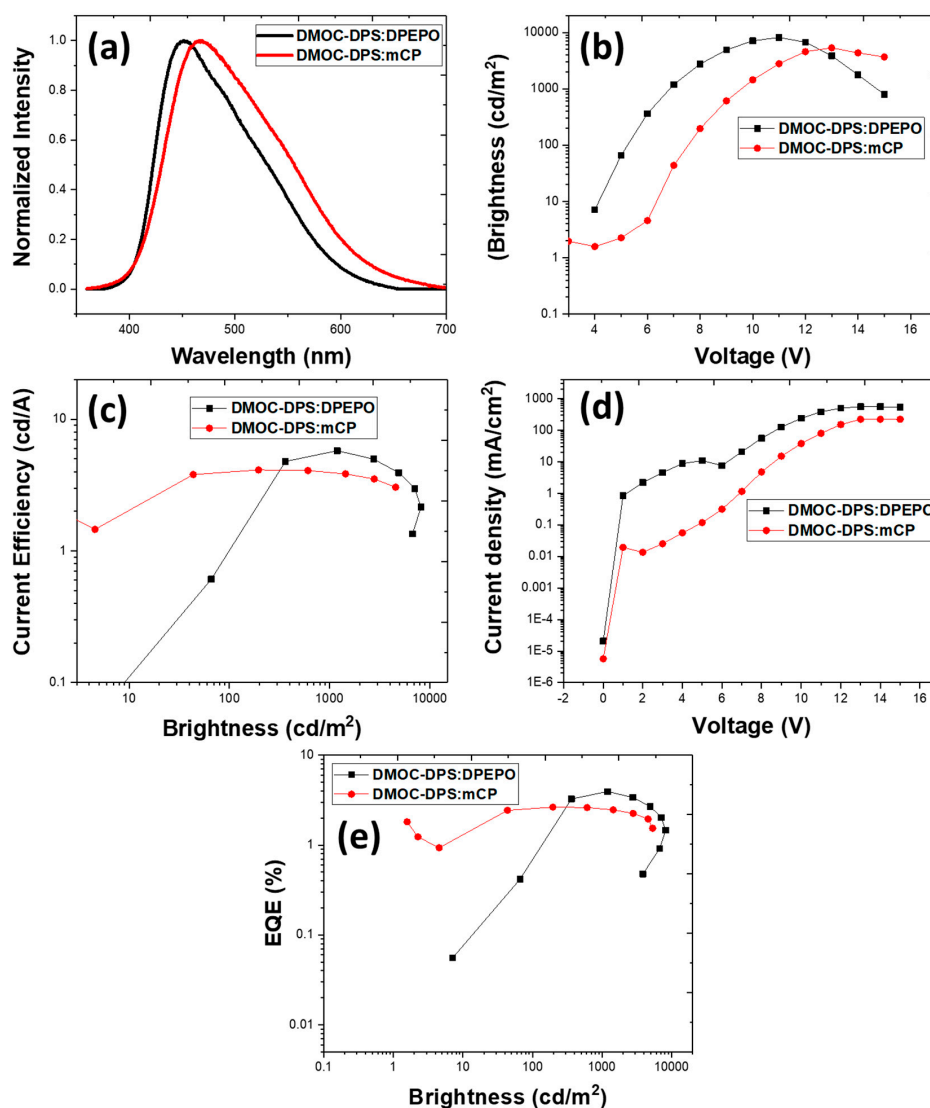 (a)
DMOC-DPS:DPEPO
DMOC-DPS:mCP
Normalized Intensity
1.0
0.8
0.6
0.4
0.2
0.0
400
500
600
700
Wavelength (nm)
(b)
DMOC-DPS:DPEPO
DMOC-DPS:mCP
(Brightness (cd/m2)
10000
1000
100
10
1
0.1
4
6
8
10
12
14
16
Voltage (V)
(c)
DMOC-DPS:DPEPO
DMOC-DPS:mCP
Current Efficiency (cd/A)
10
1
0.1
10
100
1000
10000
Brightness (cd/m2)
(d)
DMOC-DPS:DPEPO
DMOC-DPS:mCP
Current density (mA/cm2)
1000
100
10
1
0.1
0.01
0.001
1E-4
1E-5
1E-6
-2
0
2
4
6
8
10
12
14
16
Voltage (V)
(e)
DMOC-DPS:DPEPO
DMOC-DPS:mCP
EQE (%)
10
1
0.1
0.01
0.1
1
10
100
1000
10000
Brightness (cd/m2)